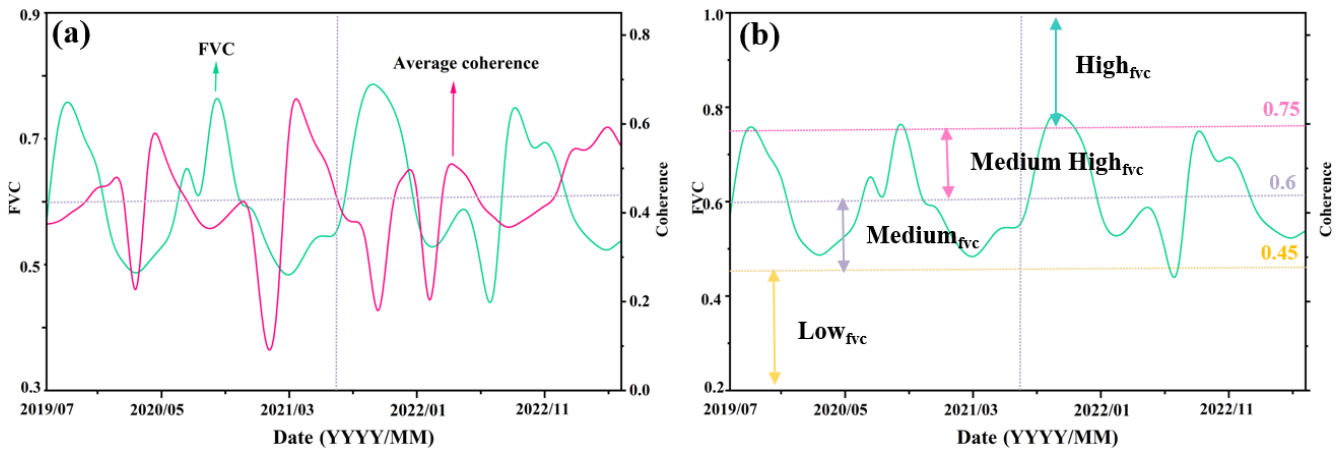 (a)
0.9
0.7
0.5
0.3
FVC
FVC
Average coherence
0.8
0.6
0.4
0.2
0.0
Coherence
2019/07
2020/05
2021/03
2022/01
2022/11
Date (YYYY/MM)
(b)
1.0
0.8
0.6
0.4
0.2
FVC
Highfvc
0.75
Medium Highfvc
0.6
Mediumfvc
0.45
Lowfvc
Coherence
2019/07
2020/05
2021/03
2022/01
2022/11
Date (YYYY/MM)